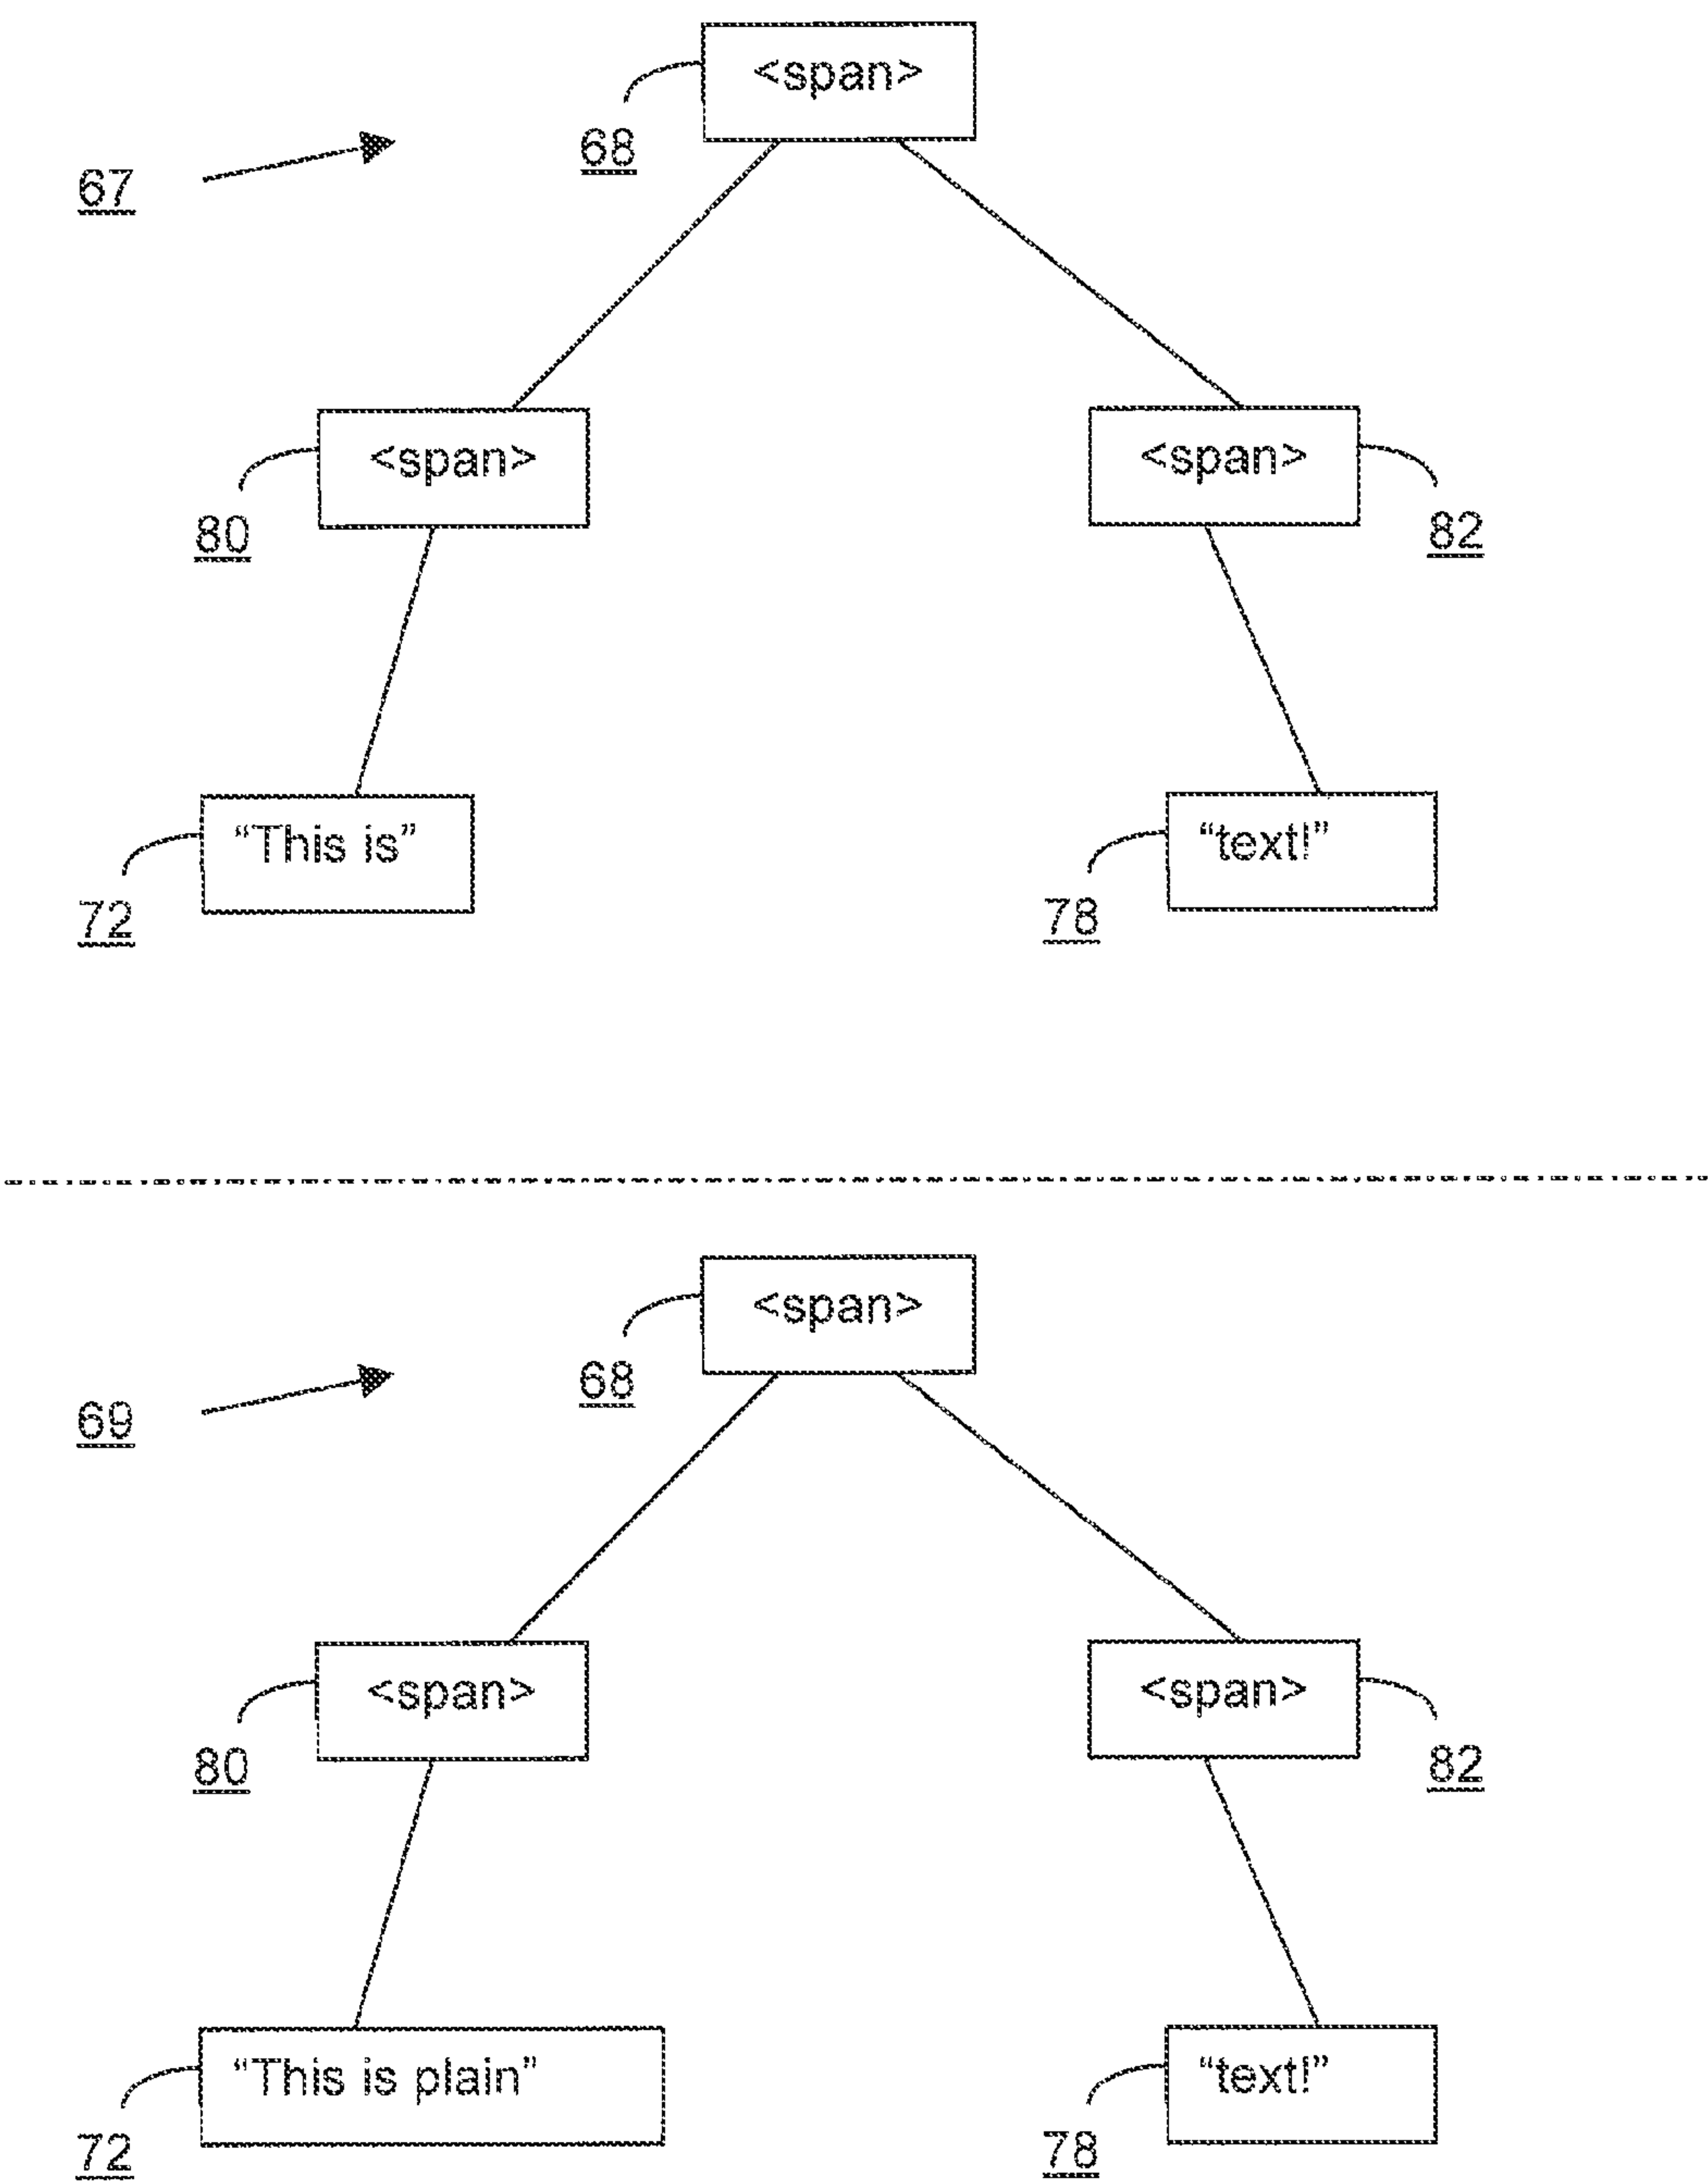 <span>
68
67
<span>
<span>
80
82
“This is”
“text!”
72
78
<span>
68
69
<span>
<span>
80
82
“This is plain”
“text!”
72
78